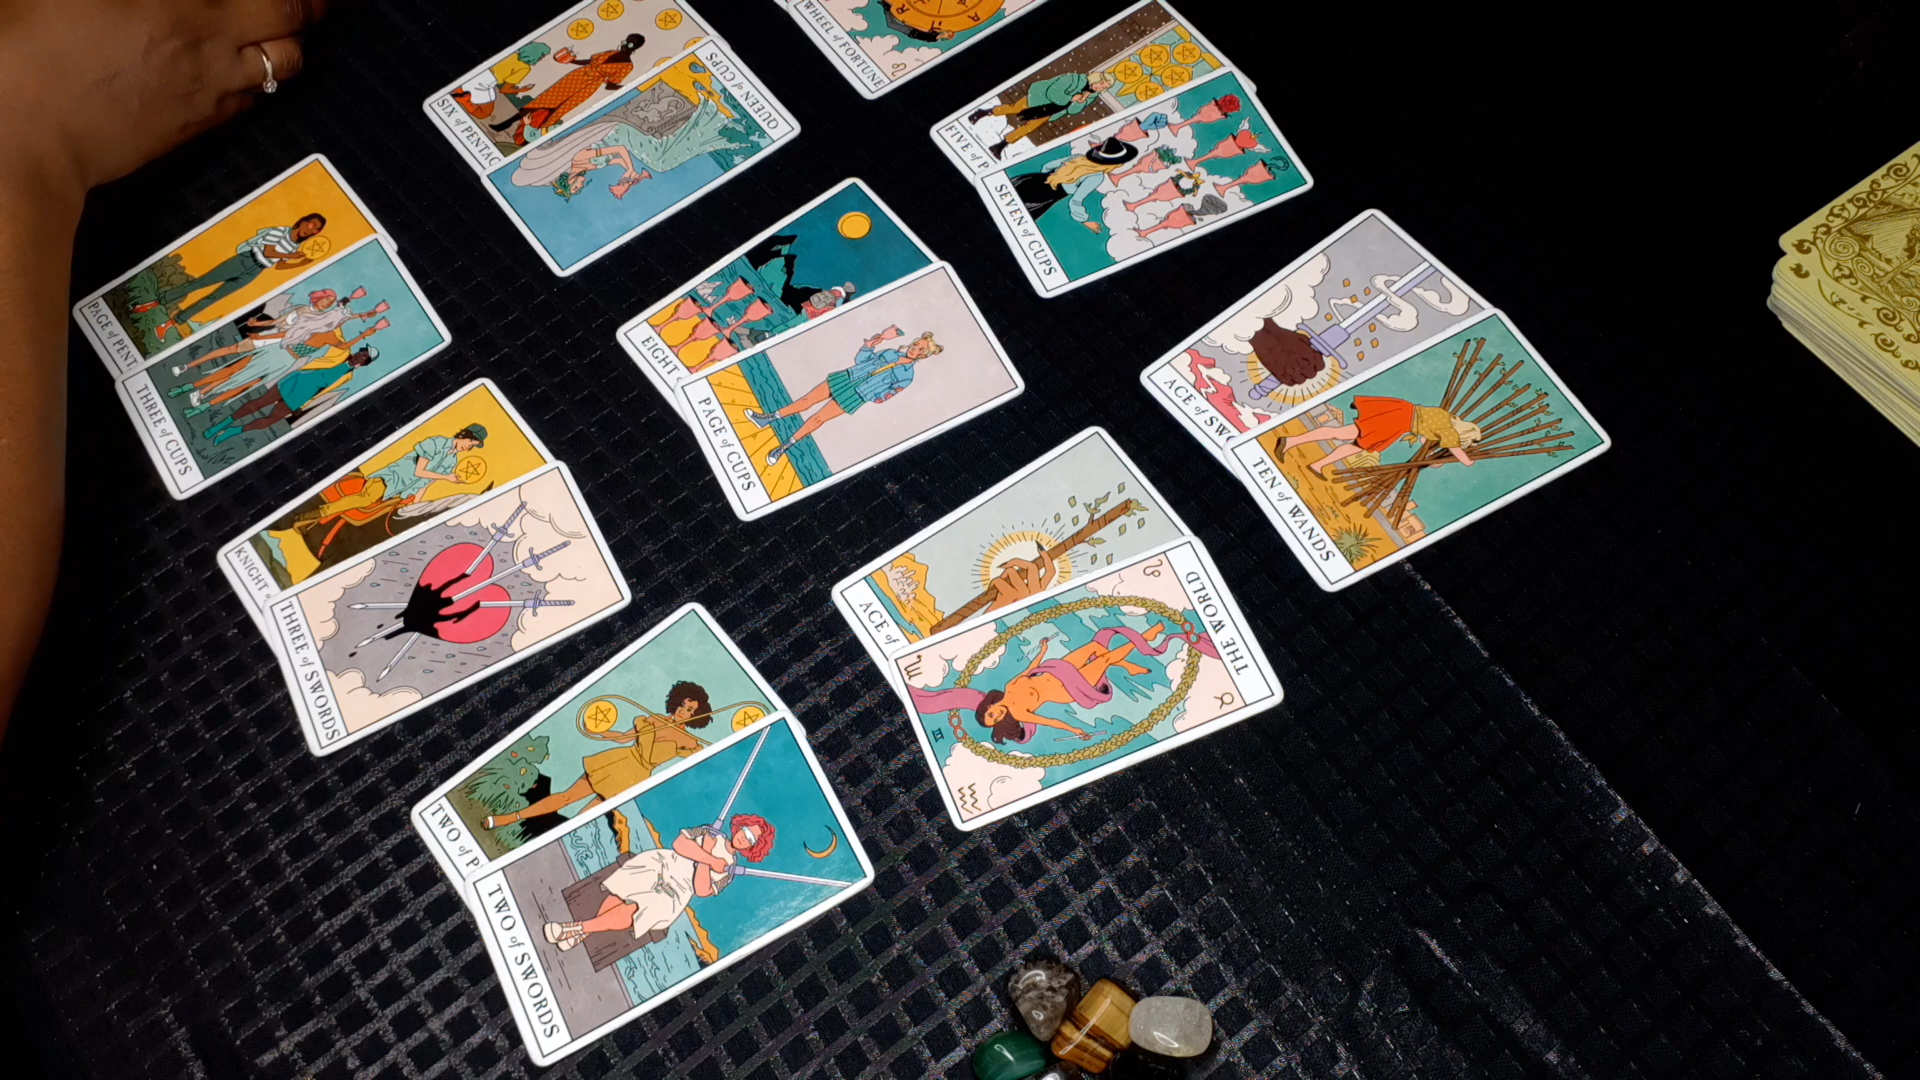 WHEEL of FORTUNE
SIX of PENTAC
QUEEN of CUPS
FIVE of P
SEVEN of CUPS
PAGE of PENT
THREE of CUPS
EIGHT
PAGE of CUPS
ACE of SWO
TEN of WANDS
KNIGHT
THREE of SWORDS
ACE of
THE WORLD
TWO of P
TWO of SWORDS